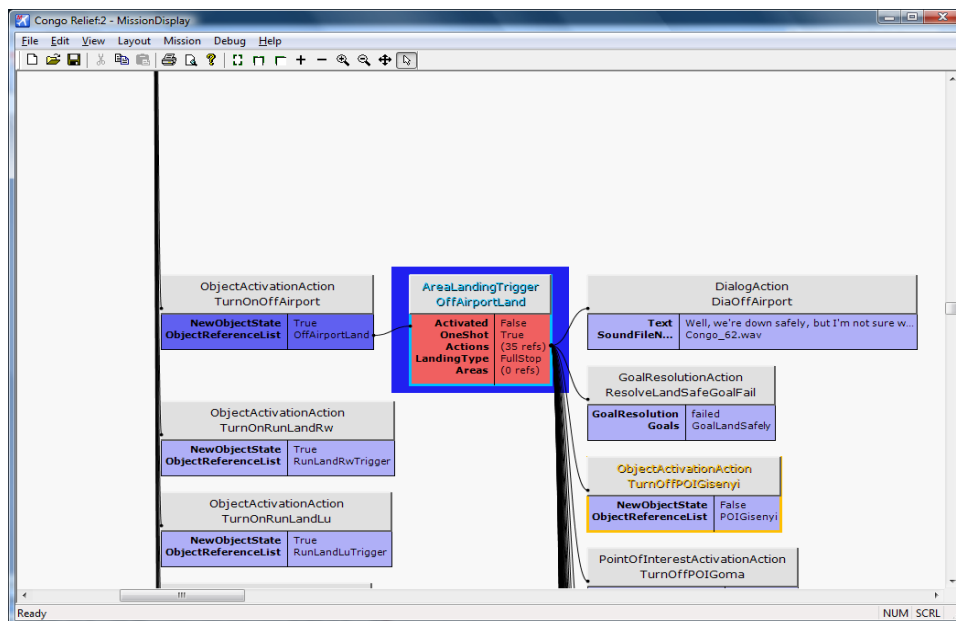 Congo Relief:2 - MissionDisplay
File Edit View Layout Mission Debug Help
ObjectActivationAction
TurnOnOffAirport
NewObjectState True
ObjectReferenceList OffAirportLand
AreaLandingTrigger
OffAirportLand
Activated False
OneShot True
Actions (35 refs)
LandingType FullStop
Areas (0 refs)
DialogAction
DiaOffAirport
Text Well, we're down safely, but I'm not sure w...
SoundFileN... Congo_62.wav
GoalResolutionAction
ResolveLandSafeGoalFail
GoalResolution failed
Goals GoalLandSafely
ObjectActivationAction
TurnOnRunLandRw
NewObjectState True
ObjectReferenceList RunLandRwTrigger
ObjectActivationAction
TurnOffPOIGisenyi
NewObjectState False
ObjectReferenceList POIGisenyi
ObjectActivationAction
TurnOnRunLandLu
NewObjectState True
ObjectReferenceList RunLandLuTrigger
PointOfInterestActivationAction
TurnOffPOIGoma
Ready
NUM SCRL